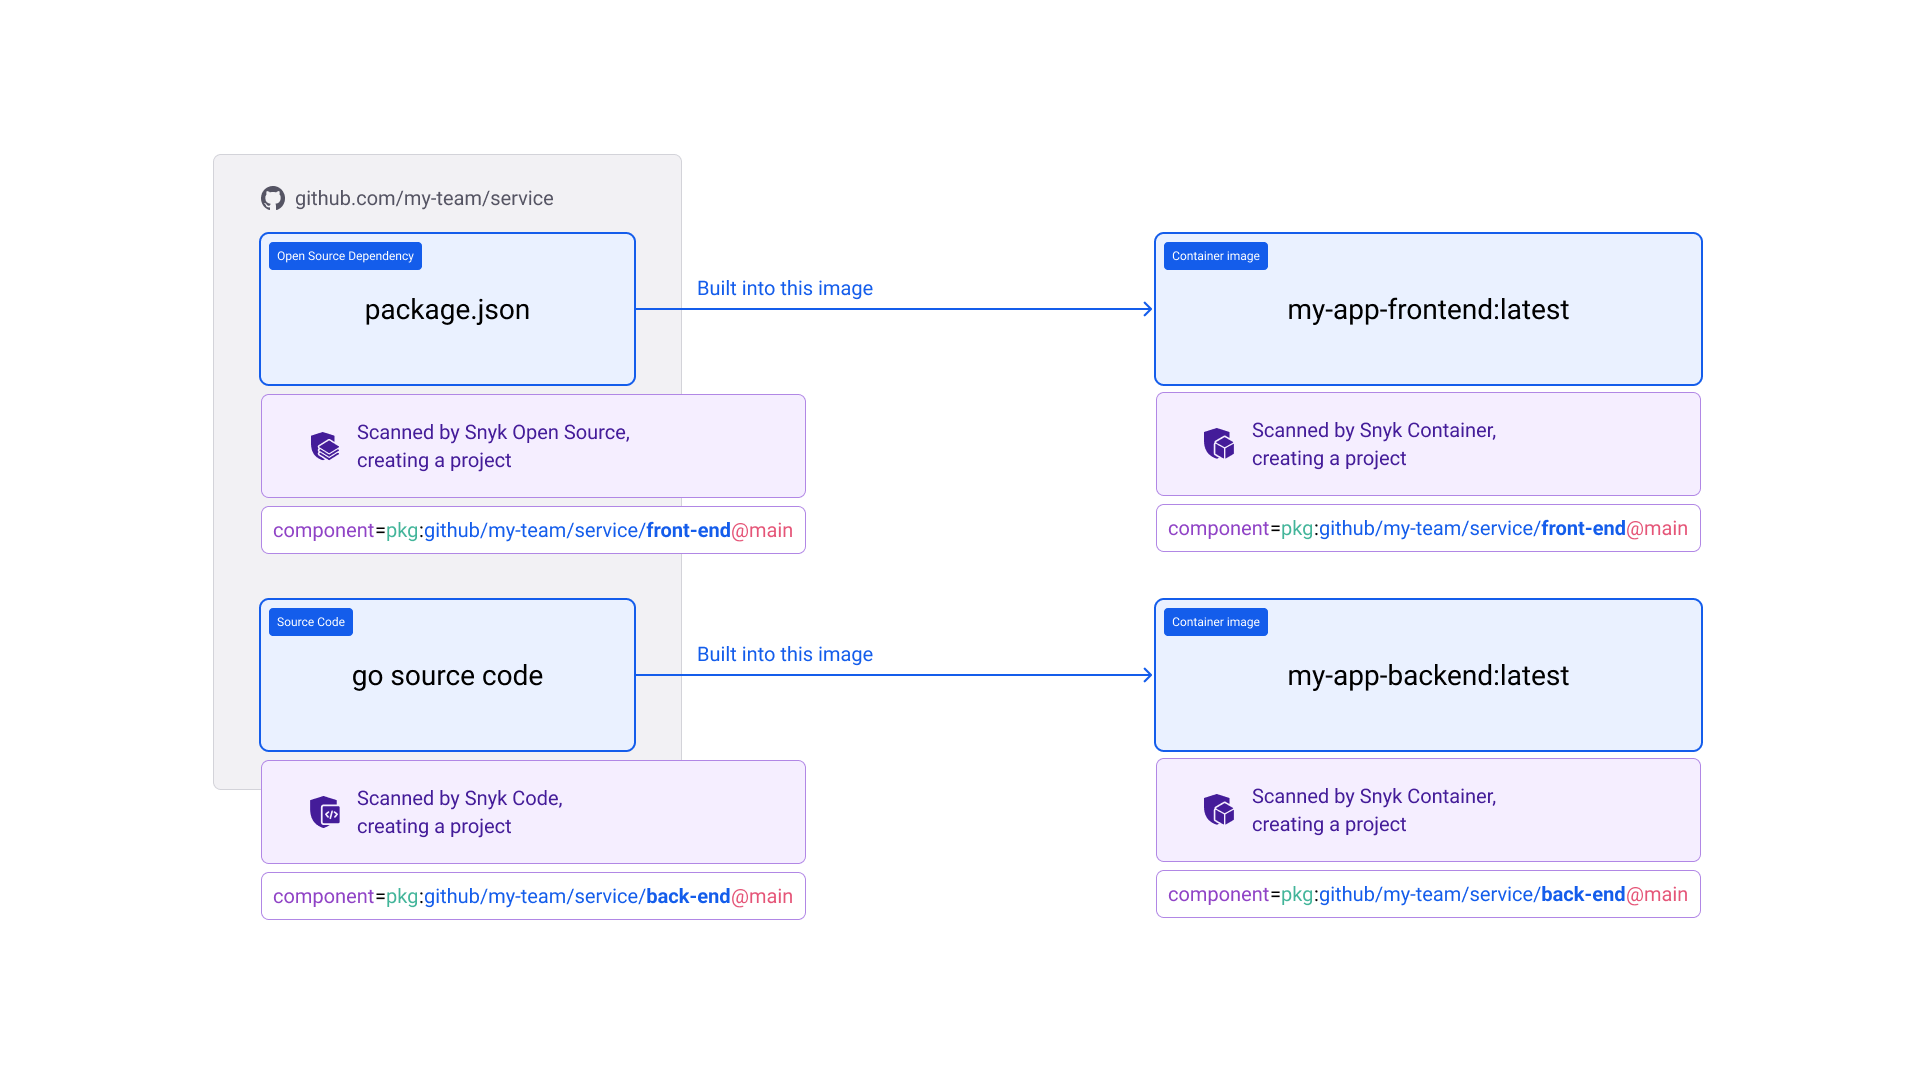 github.com/my-team/service
Open Source Dependency
package.json
Built into this image
Container image
my-app-frontend:latest
Scanned by Snyk Open Source,
creating a project
component=pkg:github/my-team/service/front-end@main
Scanned by Snyk Container,
creating a project
component=pkg:github/my-team/service/front-end@main
Source Code
go source code
Built into this image
Container image
my-app-backend:latest
Scanned by Snyk Code,
creating a project
component=pkg:github/my-team/service/back-end@main
Scanned by Snyk Container,
creating a project
component=pkg:github/my-team/service/back-end@main